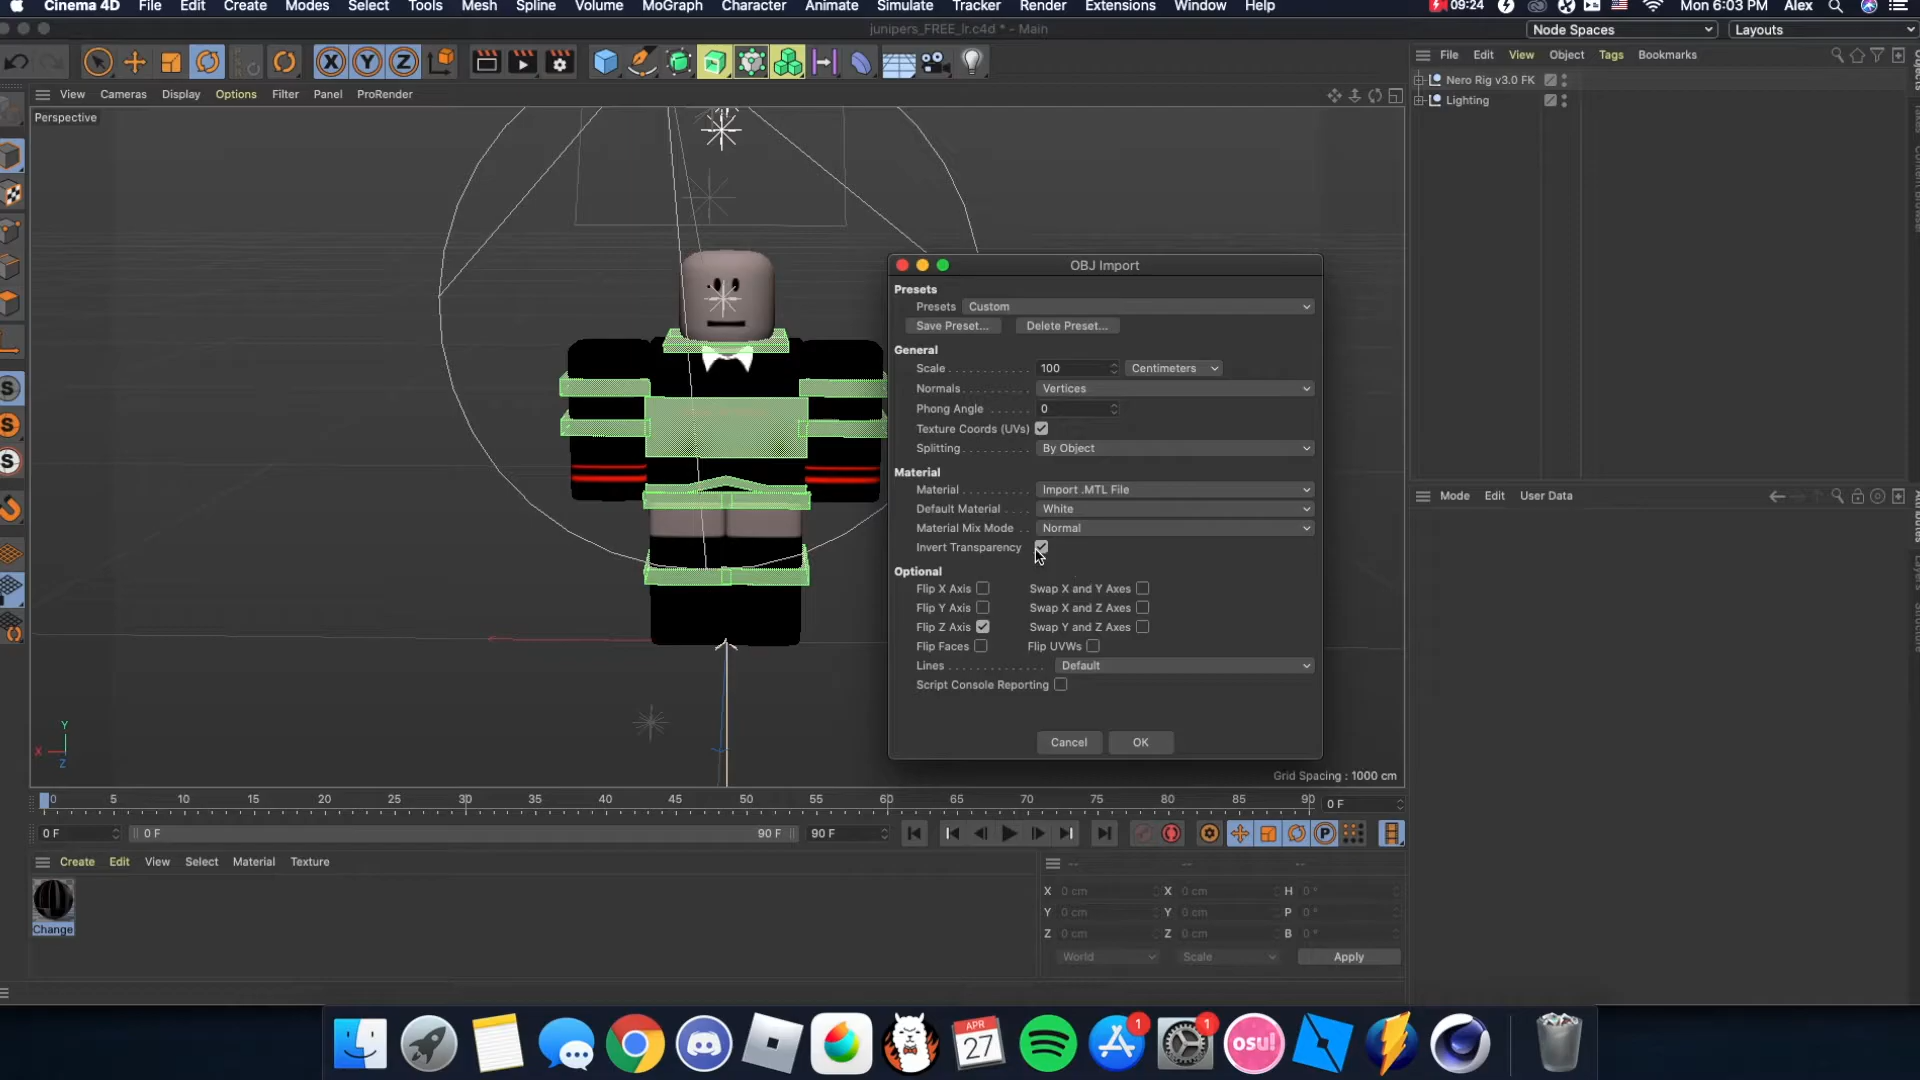 Cinema 4D File Edit Create Modes Select Tools Mesh Spline Volume MoGraph Character Animate Simulate Tracker Render Extensions Window Help 09:24 Mon 6:03 PM Alex
junipers_FREE_lr.c4d * - Main
Node Spaces Layouts
X Y Z
File Edit View Object Tags Bookmarks
View Cameras Display Options Filter Panel ProRender
Nero Rig v3.0 FK
Lighting
Perspective
OBJ Import
Presets
Presets Custom
Save Preset... Delete Preset...
General
Scale 100 Centimeters
Normals Vertices
Phong Angle 0
Texture Coords (UVs)
Splitting By Object
Material
Material Import .MTL File
Default Material White
Material Mix Mode Normal
Invert Transparency
Optional
Flip X Axis Swap X and Y Axes
Flip Y Axis Swap X and Z Axes
Flip Z Axis Swap Y and Z Axes
Flip Faces Flip UVWs
Lines Default
Script Console Reporting
Cancel OK
Mode Edit User Data
S
S
S
Y
X
Z
Grid Spacing : 1000 cm
0 5 10 15 20 25 30 35 40 45 50 55 60 65 70 75 80 85 90 0 F
0 F 0 F 90 F 90 F P
Create Edit View Select Material Texture
Change
-- --
X 0 cm X 0 cm H 0 °
Y 0 cm Y 0 cm P 0 °
Z 0 cm Z 0 cm B 0 °
World Scale Apply
APR
27
1
1
osu!